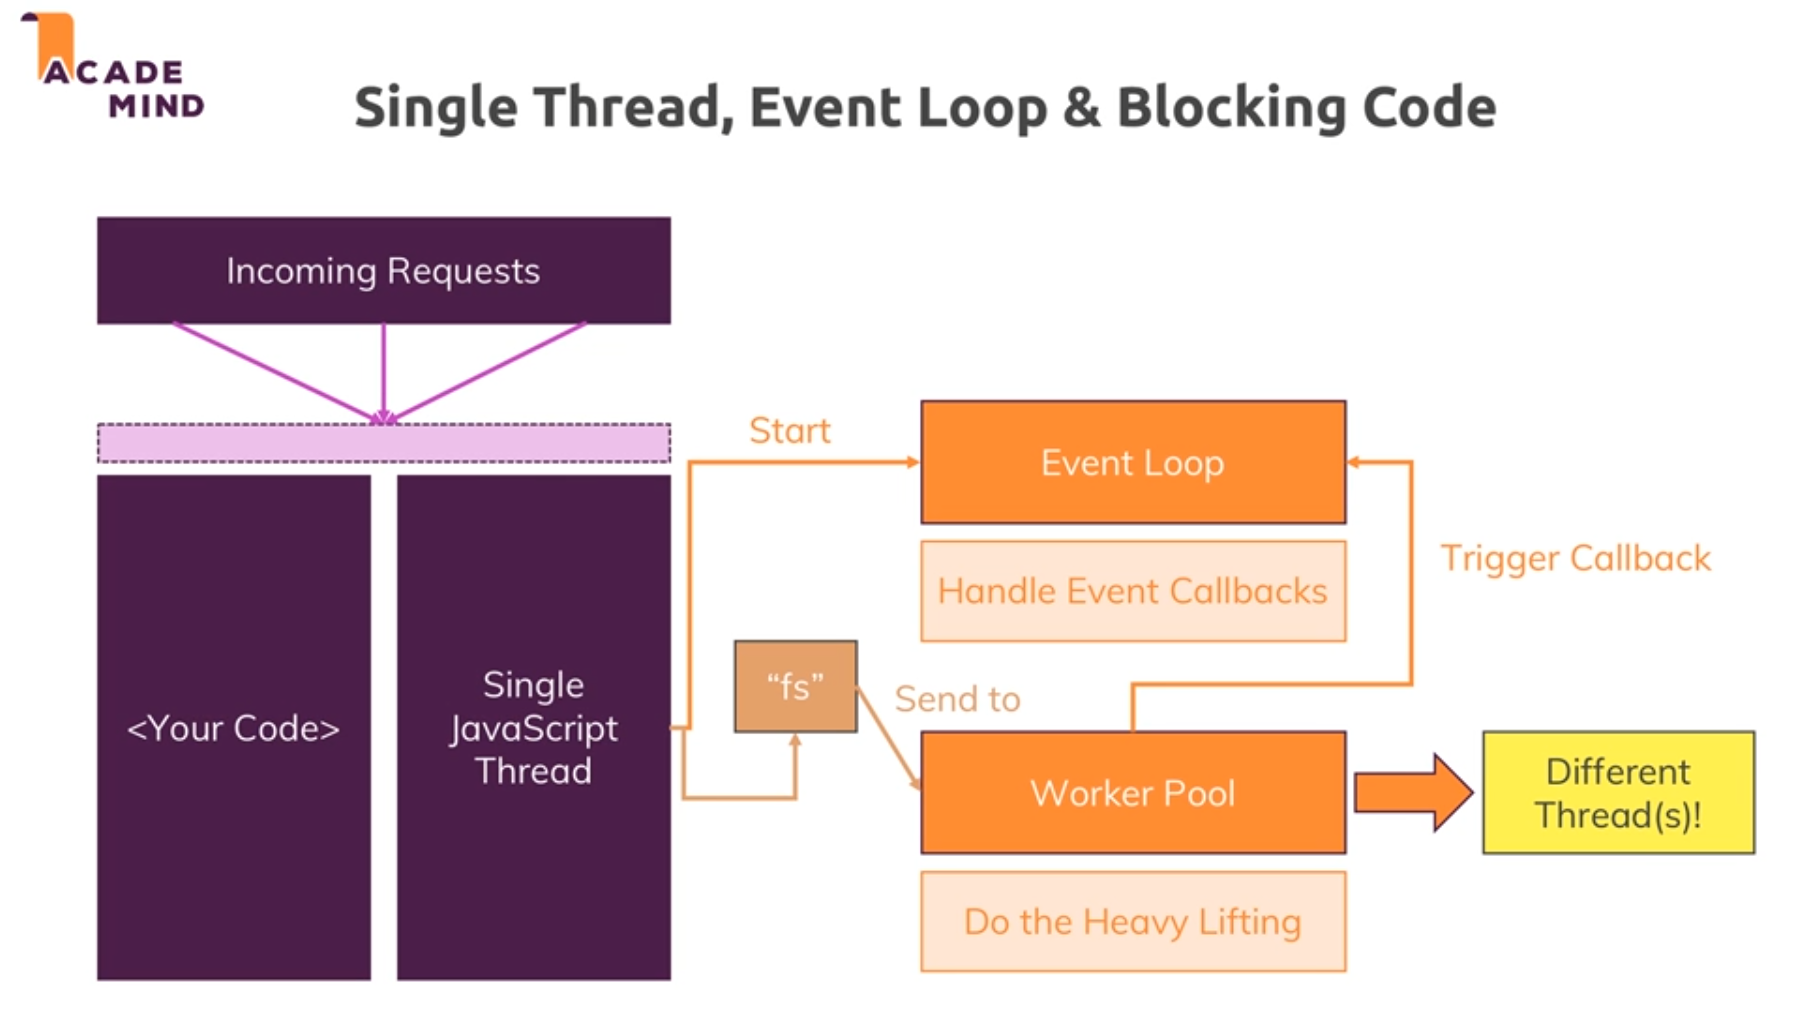 ACADE
MIND
Single Thread, Event Loop & Blocking Code
Incoming Requests
Start
Event Loop
Trigger Callback
Handle Event Callbacks
“fs”
Send to
<Your Code>
Single
JavaScript
Thread
Worker Pool
Different
Thread(s)!
Do the Heavy Lifting